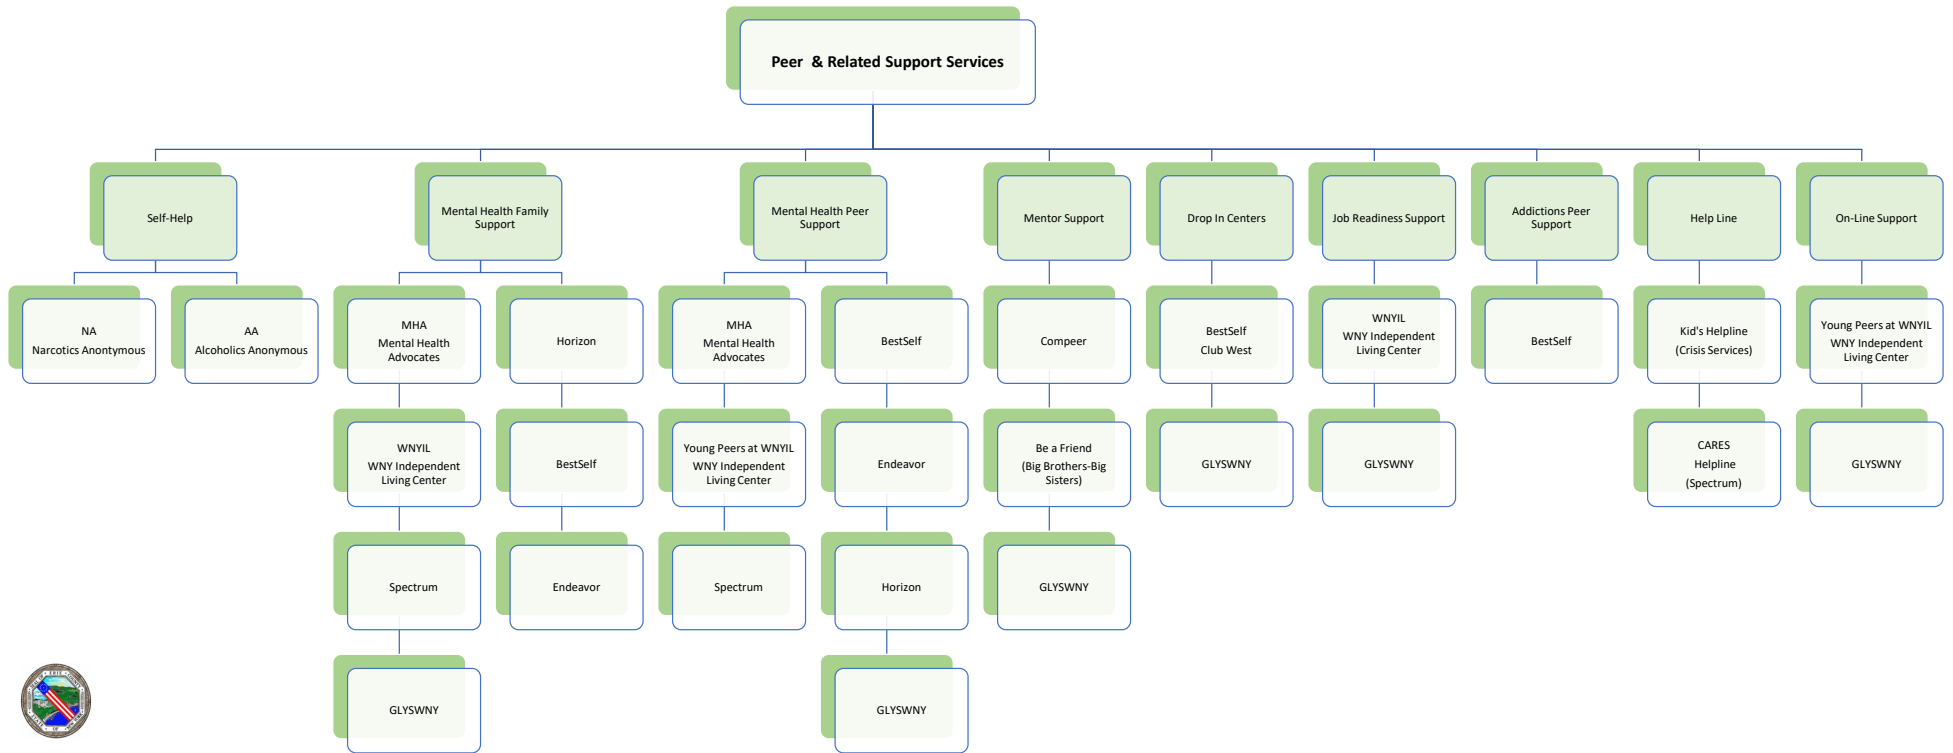 Peer & Related Support Services
Self-Help
Mental Health Family
Support
Mental Health Peer
Support
Mentor Support
Drop In Centers
Job Readiness Support
Addictions Peer
Support
Help Line
On-Line Support
NA
Narcotics Anontymous
AA
Alcoholics Anonymous
MHA
Mental Health
Advocates
Horizon
MHA
Mental Health
Advocates
BestSelf
Compeer
BestSelf
Club West
WNYIL
WNY Independent
Living Center
BestSelf
Kid's Helpline
(Crisis Services)
Young Peers at WNYIL
WNY Independent
Living Center
WNYIL
WNY Independent
Living Center
BestSelf
Young Peers at WNYIL
WNY Independent
Living Center
Endeavor
Be a Friend
(Big Brothers-Big
Sisters)
GLYSWNY
GLYSWNY
CARES
Helpline
(Spectrum)
GLYSWNY
Spectrum
Endeavor
Spectrum
Horizon
GLYSWNY
GLYSWNY
GLYSWNY